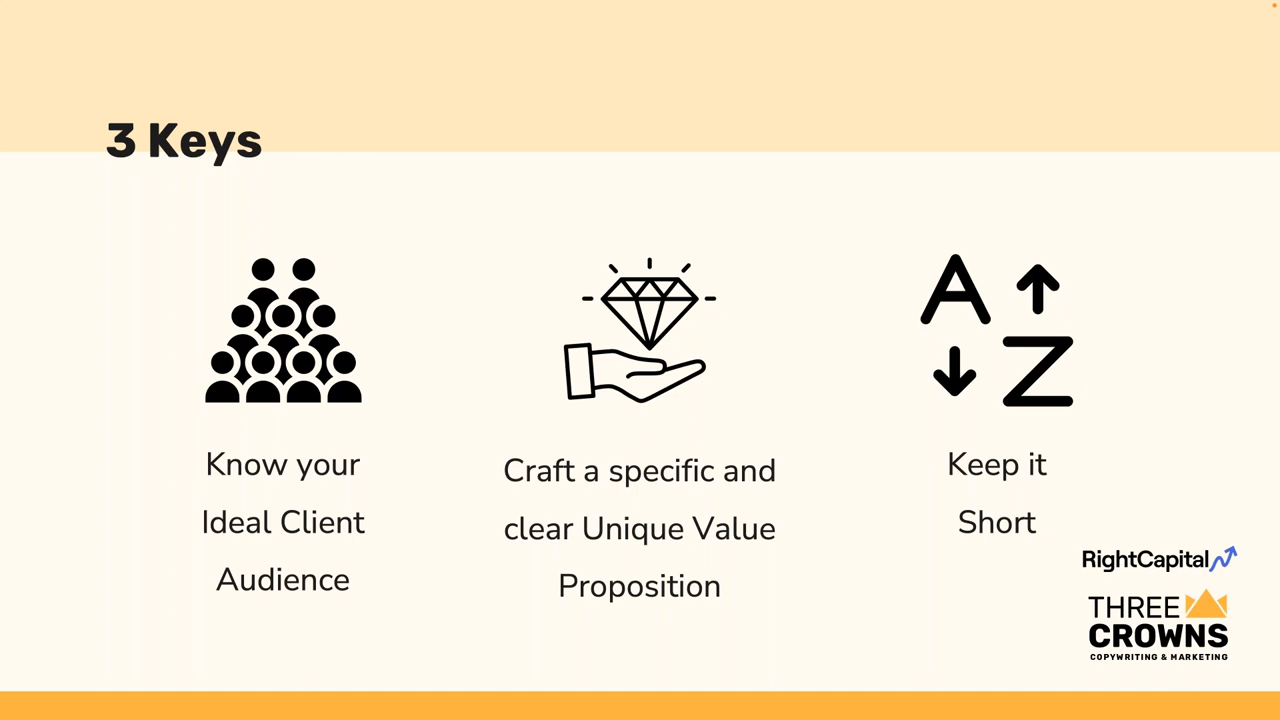 3 Keys
A
Z
Know your
Ideal Client
Audience
Craft a specific and
clear Unique Value
Proposition
Keep it
Short
RightCapital
THREE
CROWNS
COPYWRITING & MARKETING